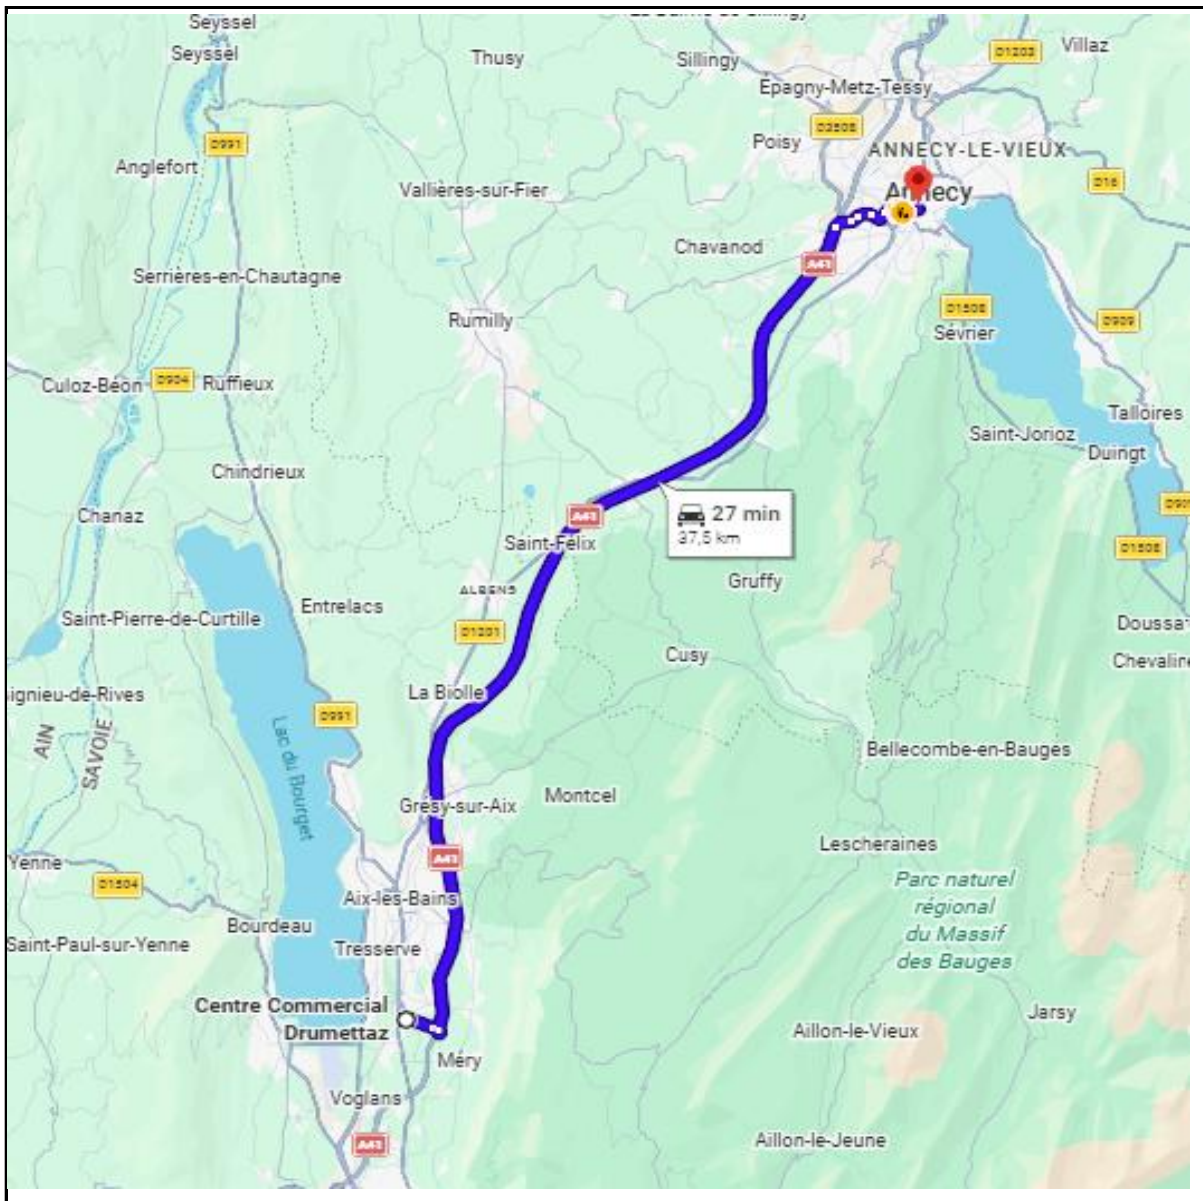 Seyssel
Seyssel
Thusy
Sillingy
D1203
Villaz
Épagny-Metz-Tessy
D3508
Poisy
ANNECY-LE-VIEUX
D991
Anglefort
Vallières-sur-Fier
D16
Annecy
Chavanod
A41
Serrières-en-Chautagne
D1508
D909
Rumilly
Sévrier
Culoz-Béon
D904
Ruffieux
Talloires
Saint-Jorioz
Duingt
Chindrieux
Chanaz
27 min
37,5 km
A41
Saint-Félix
D1508
Gruffy
ALBENS
Entrelacs
Saint-Pierre-de-Curtille
D1201
Doussa
Cusy
Chevaline
La Biolle
ignieu-de-Rives
D991
AIN
SAVOIE
Lac du Bourget
Bellecombe-en-Bauges
Montcel
Grésy-sur-Aix
Lescheraines
A41
Yenne
D1504
Aix-les-Bains
Parc naturel
régional
du Massif
des Bauges
Bourdeau
Tresserve
Saint-Paul-sur-Yenne
Centre Commercial
Drumettaz
Jarsy
Aillon-le-Vieux
Méry
Voglans
A41
Aillon-le-Jeune